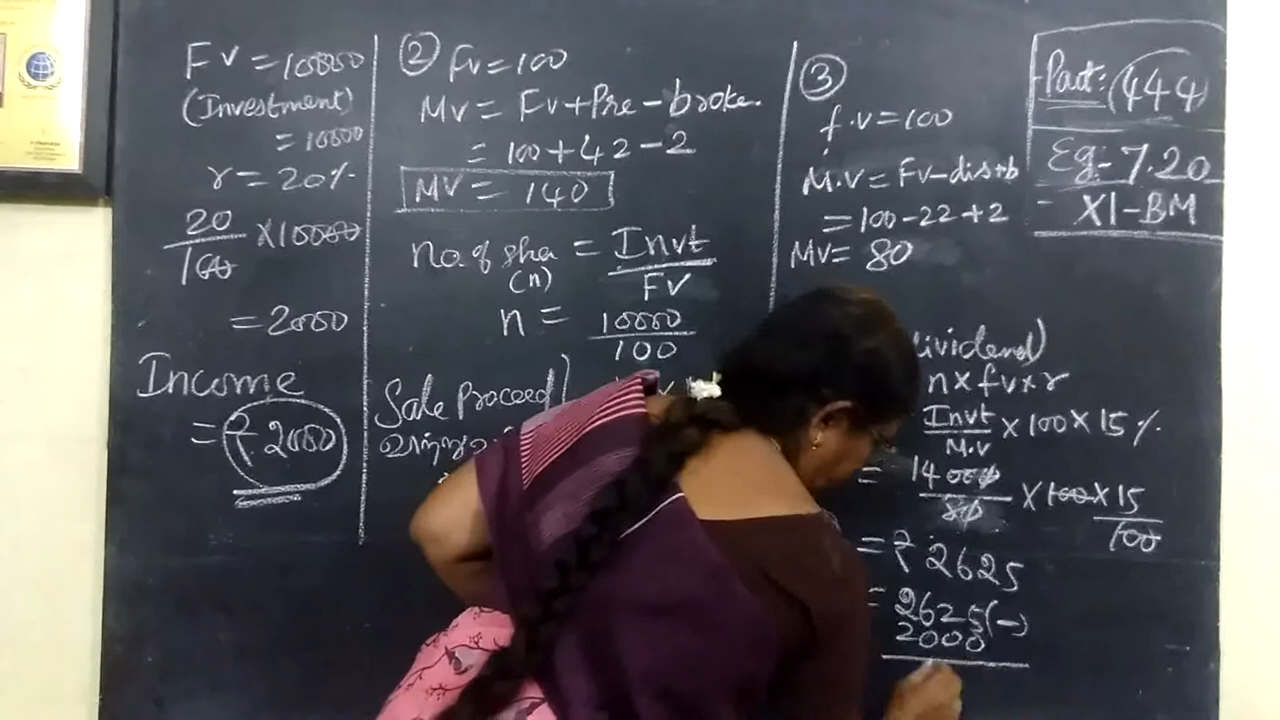 FV = 10000
(Investment)
= 10000
r = 20%
20/100 × 10000
= 2000
Income
= ₹ 2000
② Fv = 100
MV = Fv + Pre - broke.
= 100 + 42 - 2
MV = 140
no. of sha (n) = Invt/FV
n = 10000/100
Sale Proceed)
③
f.v = 100
M.V = Fv - dis + b
= 100 - 22 + 2
MV = 80
ividend)
n × fv × r
Invt/M.V × 100 × 15%
= 14000/80 × 100 × 15/100
= ₹ 2625
= 2625 (-)
2000
Part: 444
Eg - 7.20
- XI - BM